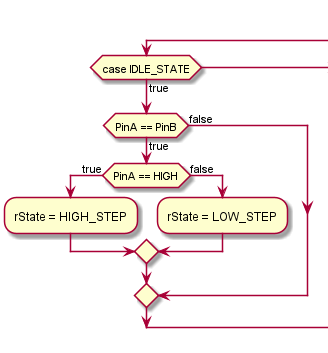 case IDLE_STATE
true
PinA == PinB
false
true
PinA == HIGH
true
false
rState = HIGH_STEP
rState = LOW_STEP